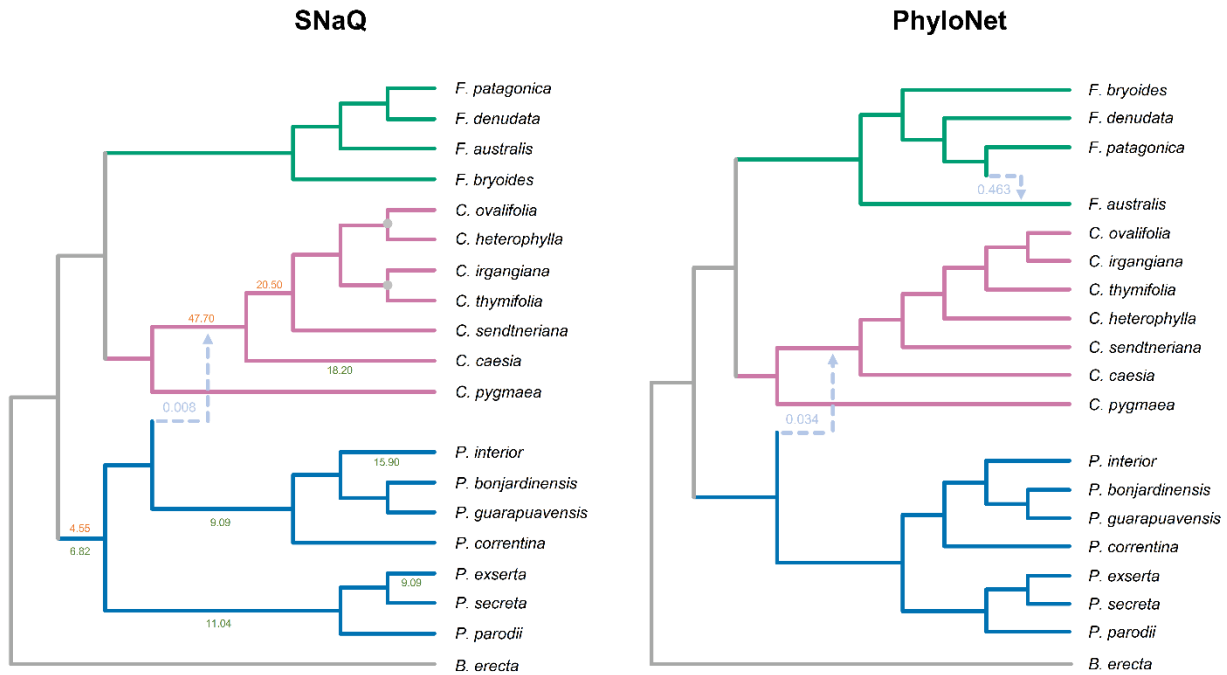 SNaQ
F. patagonica
F. denudata
F. australis
F. bryoides
C. ovalifolia
C. heterophylla
C. irgangiana
20.50
C. thymifolia
47.70
C. sendtneriana
C. caesia
18.20
C. pygmaea
0.008
P. interior
15.90
P. bonjardinensis
9.09
P. guarapuavensis
4.55
P. correntina
6.82
P. exserta
9.09
P. secreta
11.04
P. parodii
B. erecta
PhyloNet
F. bryoides
F. denudata
F. patagonica
0.463
F. australis
C. ovalifolia
C. irgangiana
C. thymifolia
C. heterophylla
C. sendtneriana
C. caesia
C. pygmaea
0.034
P. interior
P. bonjardinensis
P. guarapuavensis
P. correntina
P. exserta
P. secreta
P. parodii
B. erecta